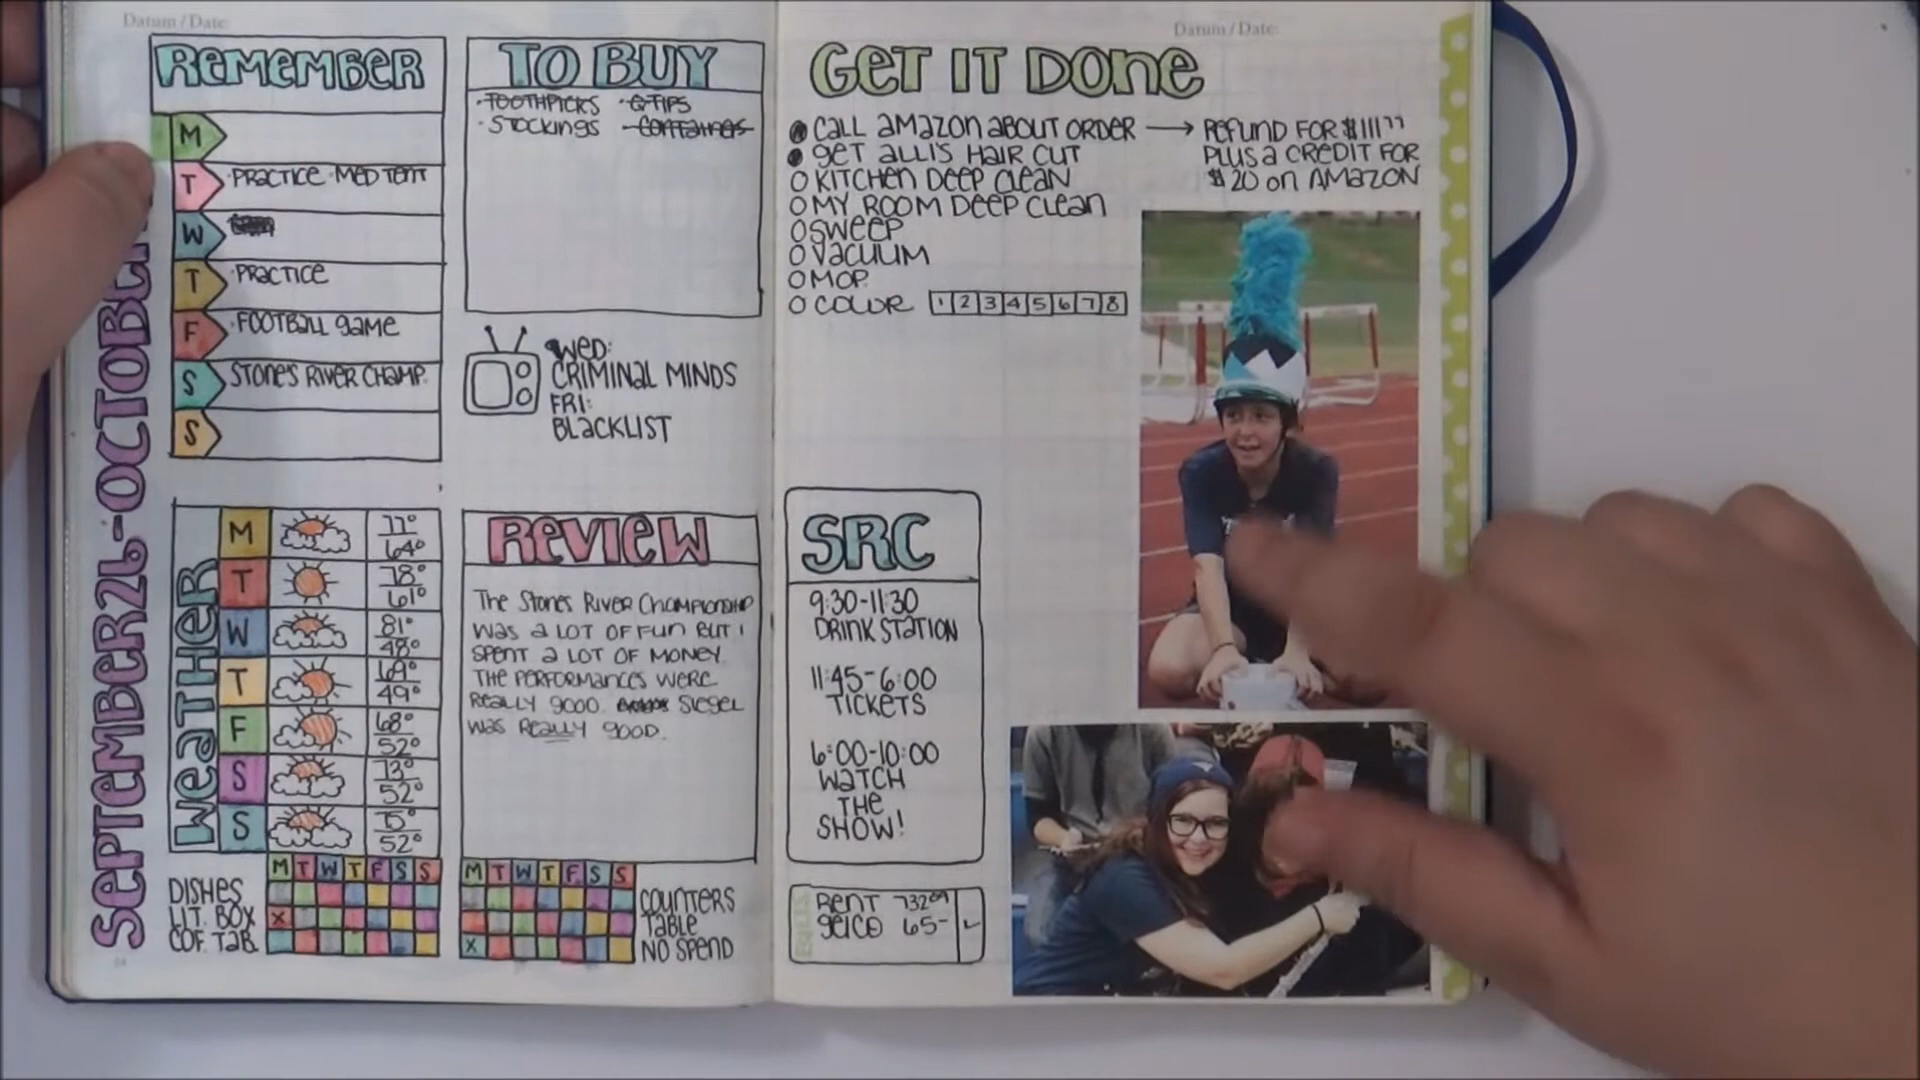 Datum / Date:
REMEMBER
M
T
·PRACTICE ·MED TENT
W
T
·PRACTICE
F
·FOOTBALL GAME
S
STONES RIVER CHAMP.
S
SEPTEMBER 26-OCTOBER
TO BUY
·TOOTHPICKS ·Q-TIPS
·STOCKINGS ·CONTAINERS
WED:
CRIMINAL MINDS
FRI:
BLACKLIST
WEATHER
M 77° 64°
T 78° 61°
W 81° 48°
T 69° 49°
F 68° 52°
S 73° 52°
S 75° 52°
REVIEW
THE STONES RIVER CHAMPIONSHIP
WAS A LOT OF FUN BUT I
SPENT A LOT OF MONEY.
THE PERFORMANCES WERE
REALLY GOOD. SIEGEL
WAS REALLY GOOD.
M T W T F S S
DISHES
LIT. BOX X
COF. TAB.
M T W T F S S
COUNTERS
TABLE
X NO SPEND
Datum / Date:
GET IT DONE
CALL AMAZON ABOUT ORDER → REFUND FOR $111⁷⁷
PLUS A CREDIT FOR
$20 ON AMAZON
GET ALLI'S HAIR CUT
KITCHEN DEEP CLEAN
MY ROOM DEEP CLEAN
SWEEP
VACUUM
MOP
COLOR 1 2 3 4 5 6 7 8
SRC
9:30-11:30
DRINK STATION
11:45-6:00
TICKETS
6:00-10:00
WATCH
THE
SHOW!
BILLS
RENT 732⁰⁹
GEICO 65-